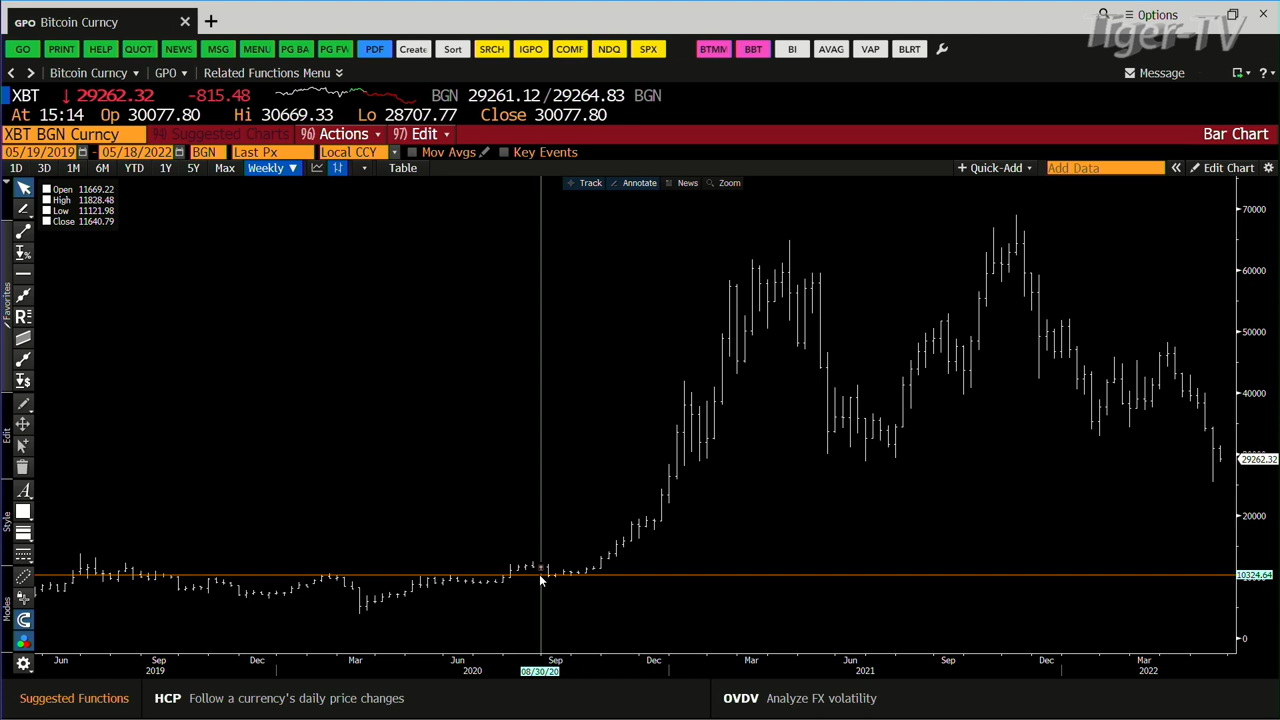 GPO Bitcoin Curncy
Options
Tiger-TV
GO PRINT HELP QUOT NEWS MSG MENU PG BA PG FV PDF Create Sort SRCH IGPO COMF NDQ SPX BTMM BBT BI AVAG VAP BLRT
Bitcoin Curncy GPO Related Functions Menu Message
XBT 29262.32 -815.48 BGN 29261.12/29264.83 BGN
At 15:14 Op 30077.80 Hi 30669.33 Lo 28707.77 Close 30077.80
XBT BGN Curncy 94) Suggested Charts 96) Actions 97) Edit Bar Chart
05/19/2019 - 05/18/2022 BGN Last Px Local CCY Mov Avgs Key Events
1D 3D 1M 6M YTD 1Y 5Y Max Weekly Table + Quick-Add Add Data Edit Chart
Track Annotate News Zoom
Open 11669.22
High 11828.48
Low 11121.98
Close 11640.79
70000
60000
50000
40000
29262.32
20000
10324.64
0
Favorites
Edit
Style
Modes
Jun Sep Dec Mar Jun Sep Dec Mar Jun Sep Dec Mar
2019 2020 08/30/20 2021 2022
Suggested Functions HCP Follow a currency's daily price changes OVDV Analyze FX volatility